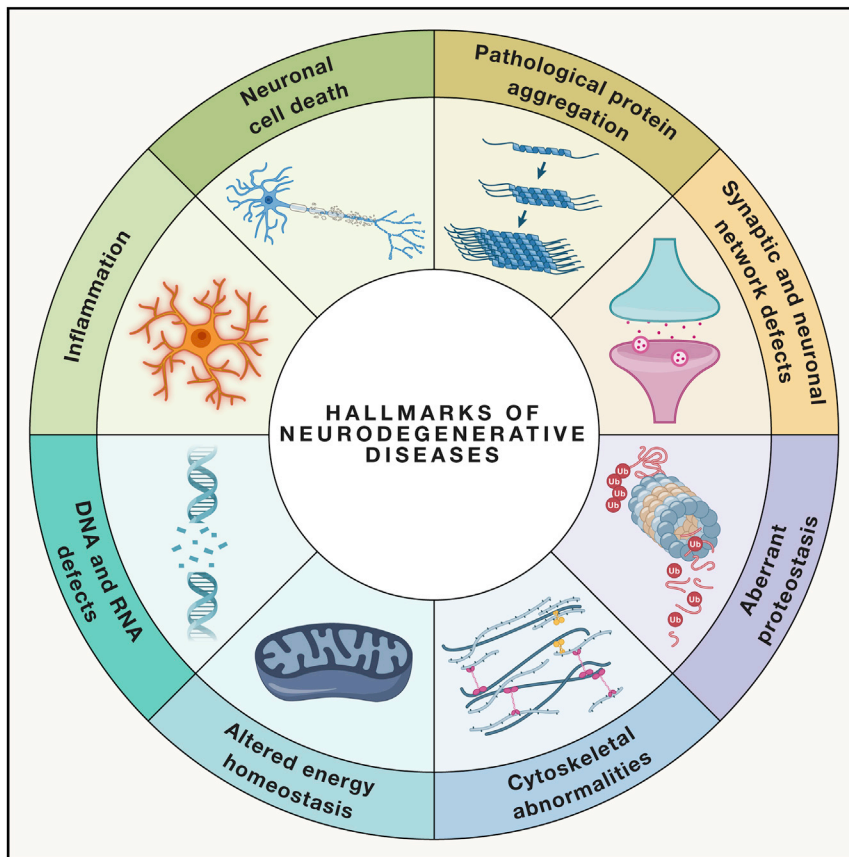 Neuronal
cell death
Pathological protein
aggregation
Synaptic and neuronal
network defects
Aberrant
proteostasis
Cytoskeletal
abnormalities
Altered energy
homeostasis
DNA and RNA
defects
Inflammation
HALLMARKS OF
NEURODEGENERATIVE
DISEASES
Ub
Ub
Ub
Ub
Ub
Ub
Ub
Ub